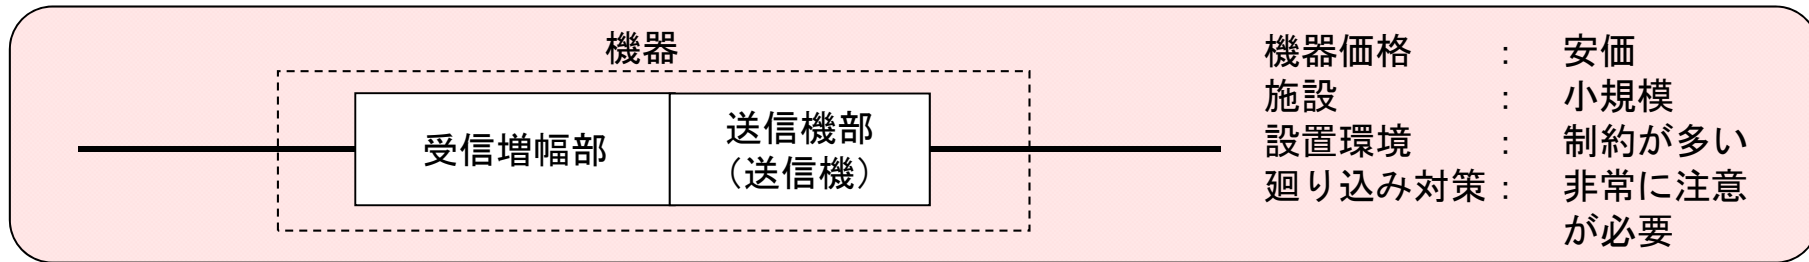 機器
受信増幅部
送信機部
（送信機）
機器価格 : 安価
施設 : 小規模
設置環境 : 制約が多い
廻り込み対策 : 非常に注意
が必要